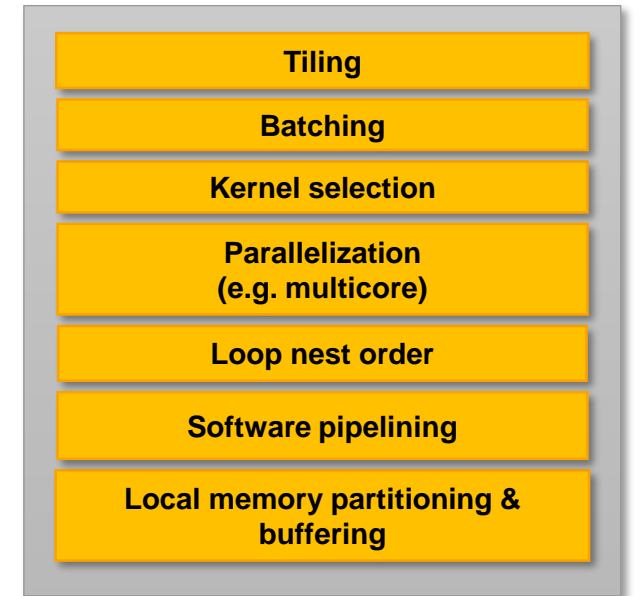 Tiling
Batching
Kernel selection
Parallelization
(e.g. multicore)
Loop nest order
Software pipelining
Local memory partitioning &
buffering